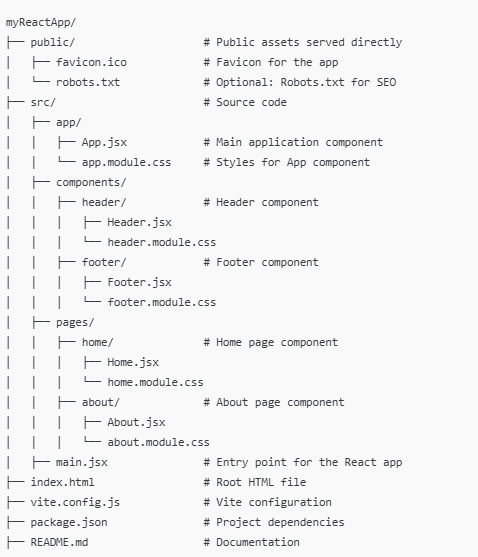 myReactApp/
├── public/                    # Public assets served directly
│   ├── favicon.ico            # Favicon for the app
│   └── robots.txt             # Optional: Robots.txt for SEO
├── src/                       # Source code
│   ├── app/
│   │   ├── App.jsx            # Main application component
│   │   └── app.module.css     # Styles for App component
│   ├── components/
│   │   ├── header/            # Header component
│   │   │   ├── Header.jsx
│   │   │   └── header.module.css
│   │   ├── footer/            # Footer component
│   │   │   ├── Footer.jsx
│   │   │   └── footer.module.css
│   ├── pages/
│   │   ├── home/              # Home page component
│   │   │   ├── Home.jsx
│   │   │   └── home.module.css
│   │   ├── about/             # About page component
│   │   │   ├── About.jsx
│   │   │   └── about.module.css
│   ├── main.jsx               # Entry point for the React app
├── index.html                 # Root HTML file
├── vite.config.js             # Vite configuration
├── package.json               # Project dependencies
├── README.md                  # Documentation